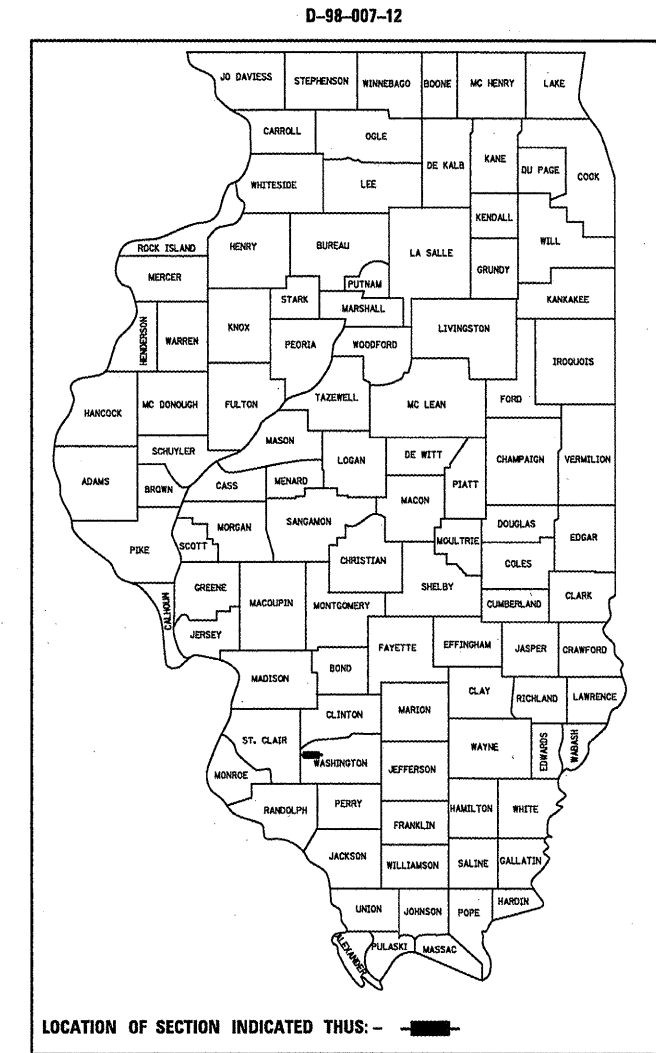 D-98-007-12
JO DAVIESS
STEPHENSON
WINNEBAGO
BOONE
MC HENRY
LAKE
CARROLL
OGLE
DE KALB
KANE
DU PAGE
COOK
WHITESIDE
LEE
KENDALL
WILL
ROCK ISLAND
HENRY
BUREAU
LA SALLE
GRUNDY
MERCER
PUTNAM
STARK
MARSHALL
KANKAKEE
HENDERSON
WARREN
KNOX
PEORIA
WOODFORD
LIVINGSTON
IROQUOIS
HANCOCK
MC DONOUGH
FULTON
TAZEWELL
MC LEAN
FORD
MASON
SCHUYLER
LOGAN
DE WITT
CHAMPAIGN
VERMILION
ADAMS
BROWN
CASS
MENARD
MACON
PIATT
PIKE
SCOTT
MORGAN
SANGAMON
CHRISTIAN
MOULTRIE
DOUGLAS
EDGAR
COLES
CALHOUN
GREENE
MACOUPIN
MONTGOMERY
SHELBY
CUMBERLAND
CLARK
JERSEY
FAYETTE
EFFINGHAM
JASPER
CRAWFORD
MADISON
BOND
CLAY
RICHLAND
LAWRENCE
CLINTON
MARION
ST. CLAIR
WASHINGTON
WAYNE
EDWARDS
WABASH
MONROE
JEFFERSON
RANDOLPH
PERRY
HAMILTON
WHITE
FRANKLIN
JACKSON
WILLIAMSON
SALINE
GALLATIN
UNION
JOHNSON
POPE
HARDIN
ALEXANDER
PULASKI
MASSAC
LOCATION OF SECTION INDICATED THUS: -